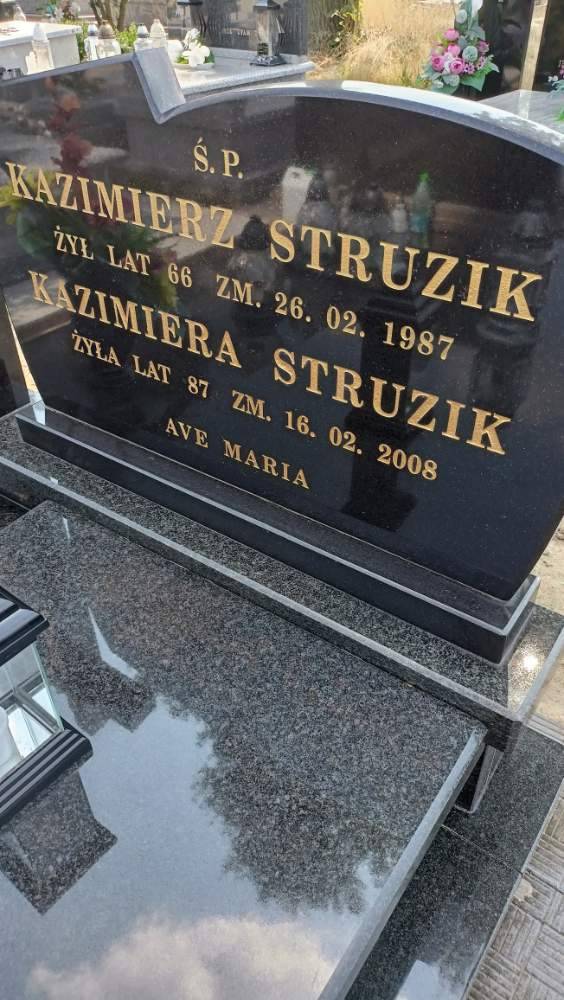 Ś. P.
KAZIMIERZ STRUZIK
ŻYŁ LAT 66 ZM. 26. 02. 1987
KAZIMIERA STRUZIK
ŻYŁA LAT 87 ZM. 16. 02. 2008
AVE MARIA